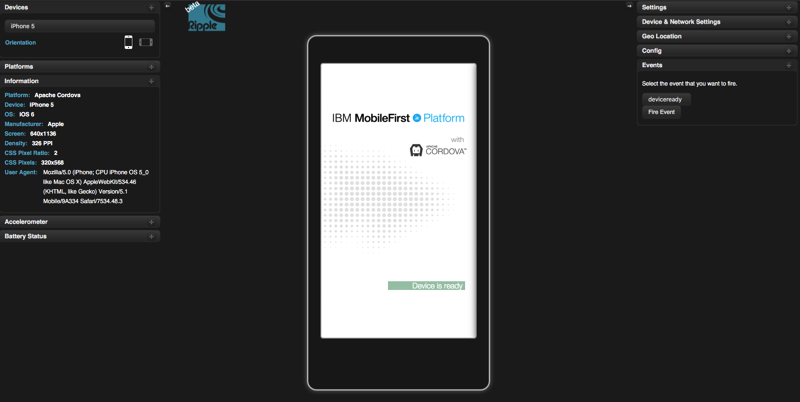 Devices
iPhone 5
Orientation
Platforms
Information
Platform: Apache Cordova
Device: iPhone 5
OS: iOS 6
Manufacturer: Apple
Screen: 640x1136
Density: 326 PPI
CSS Pixel Ratio: 2
CSS Pixels: 320x568
User Agent: Mozilla/5.0 (iPhone; CPU iPhone OS 5_0
like Mac OS X) AppleWebKit/534.46
(KHTML, like Gecko) Version/5.1
Mobile/9A334 Safari/7534.48.3
Accelerometer
Battery Status
beta
Ripple
IBM MobileFirst Platform
with
APACHE
CORDOVA™
Device is ready
Settings
Device & Network Settings
Geo Location
Config
Events
Select the event that you want to fire.
deviceready
Fire Event